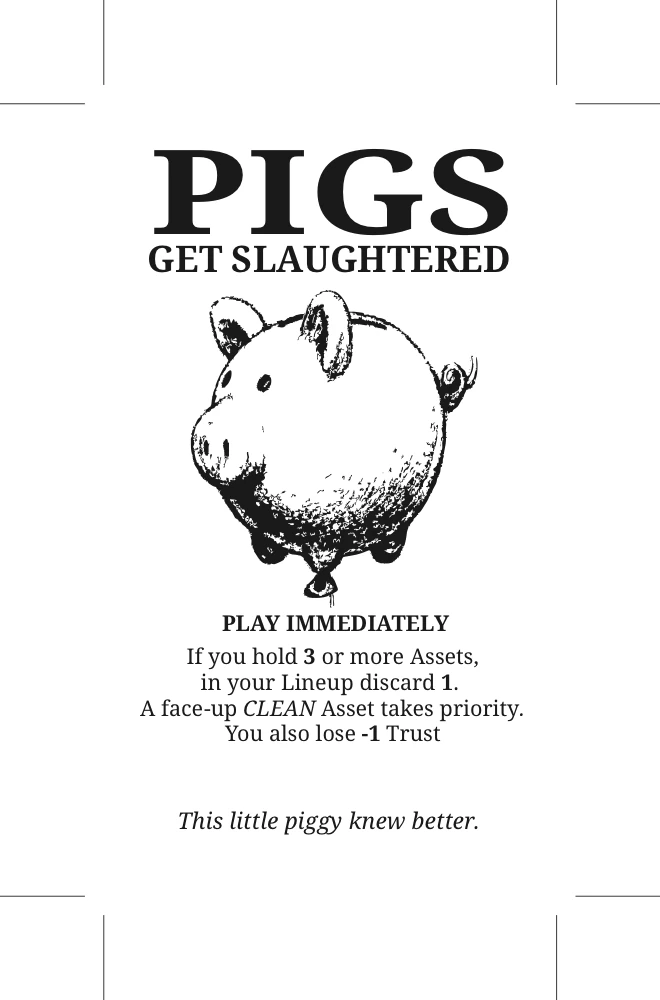 PIGS
GET SLAUGHTERED
PLAY IMMEDIATELY
If you hold 3 or more Assets,
in your Lineup discard 1.
A face-up CLEAN Asset takes priority.
You also lose -1 Trust
This little piggy knew better.